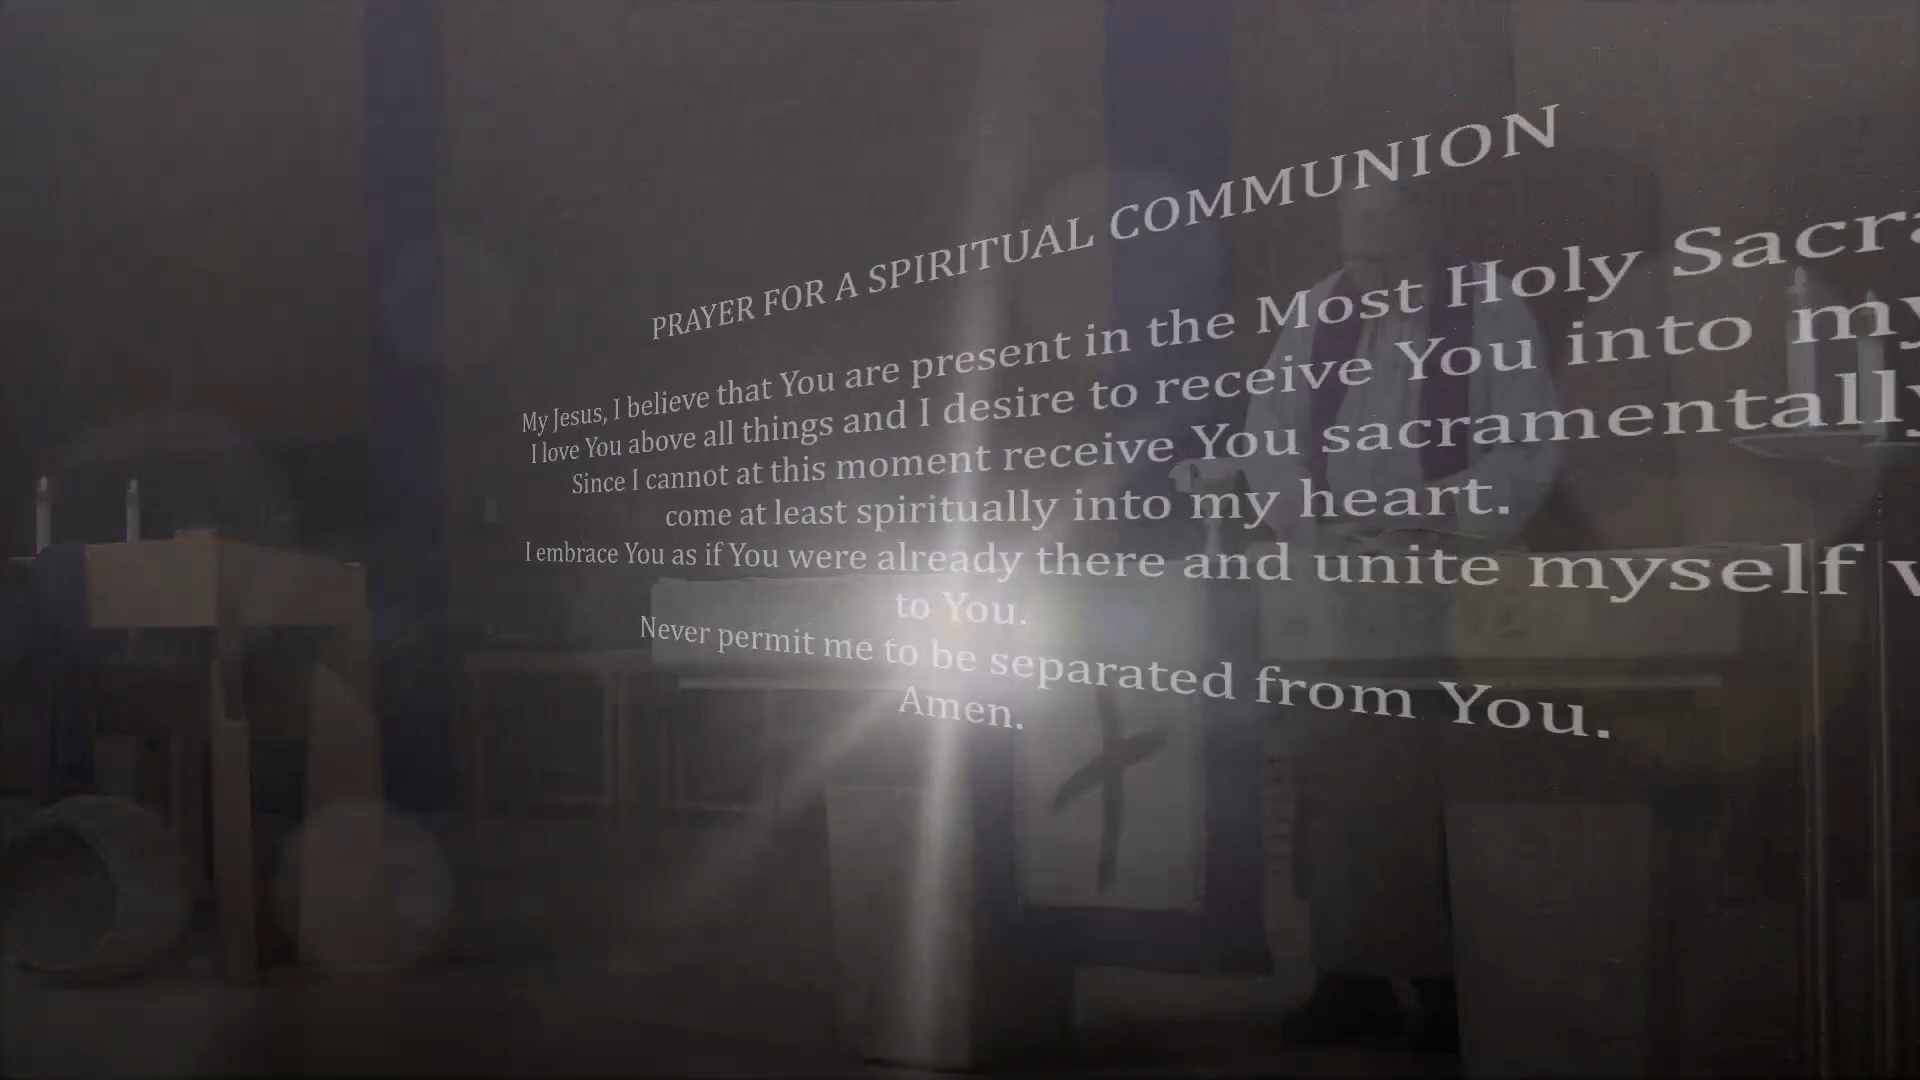 PRAYER FOR A SPIRITUAL COMMUNION
My Jesus, I believe that You are present in the Most Holy
I love You above all things and I desire to receive You into my
Since I cannot at this moment receive You sacramentally
come at least spiritually into my heart.
I embrace You as if You were already there and unite myself
to You.
Never permit me to be separated from You.
Amen.